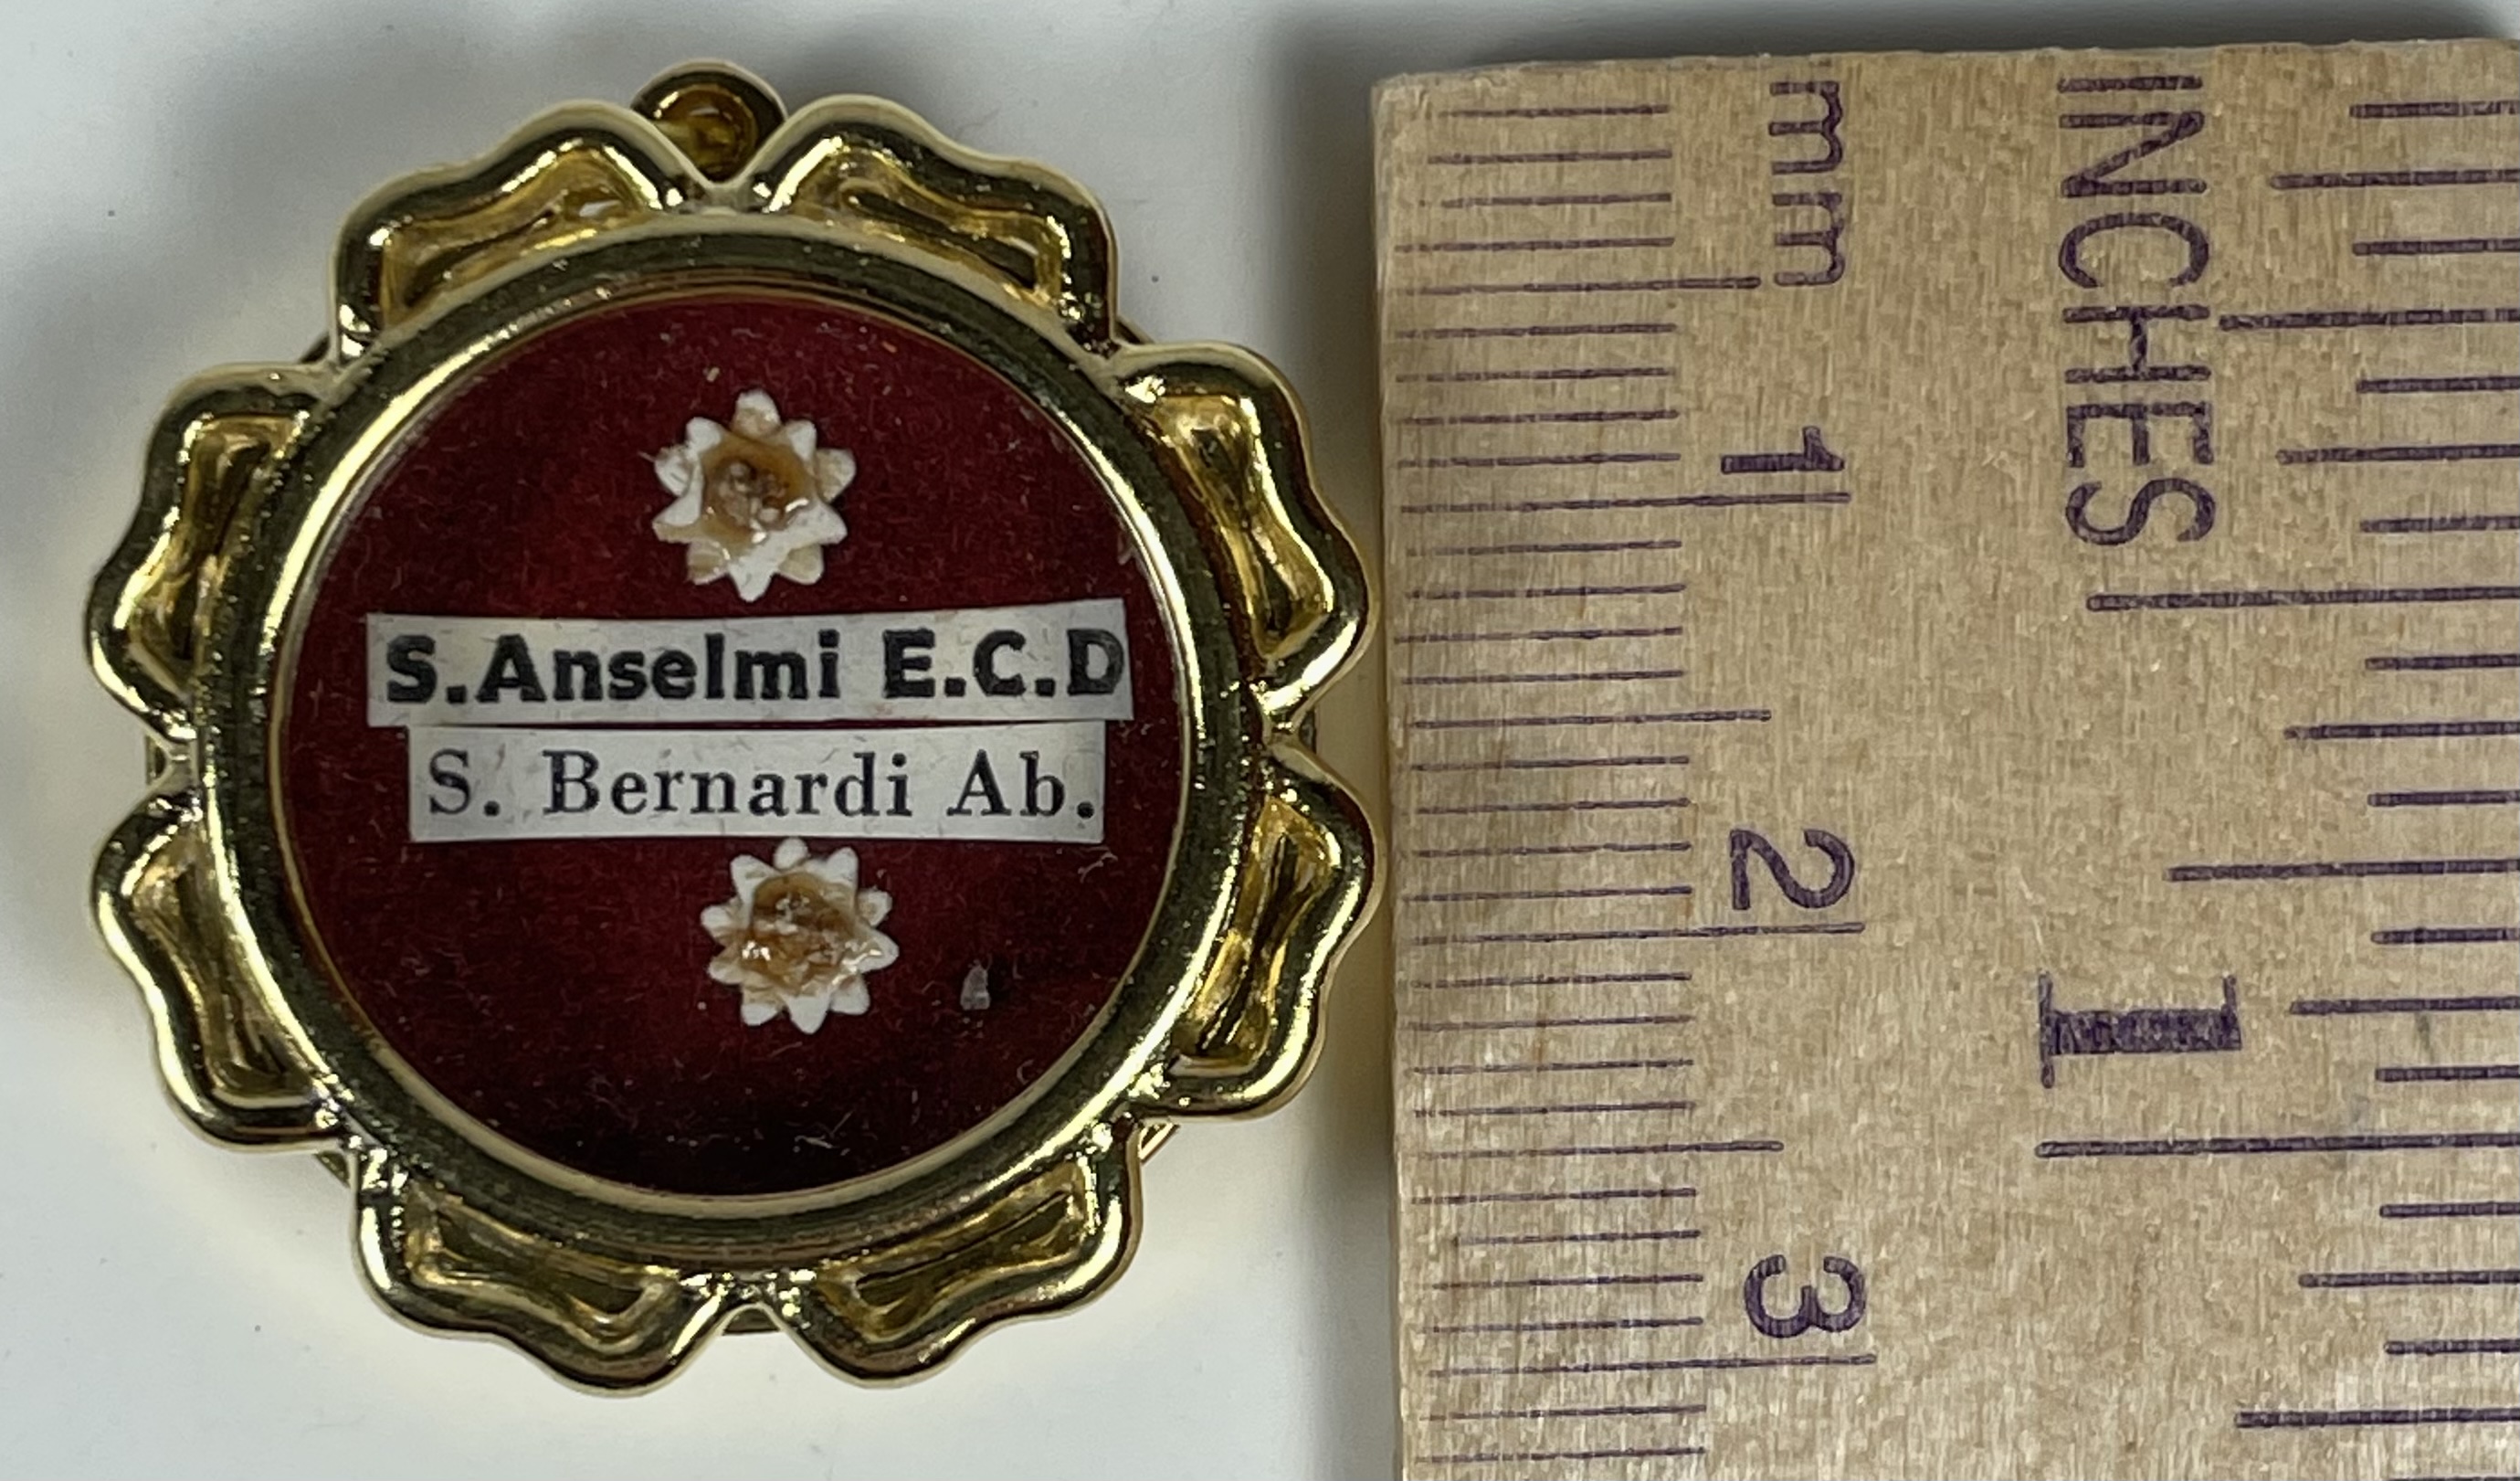 S.Anselmi E.C.D
S. Bernardi Ab.
mm
1
2
3
INCHES
1